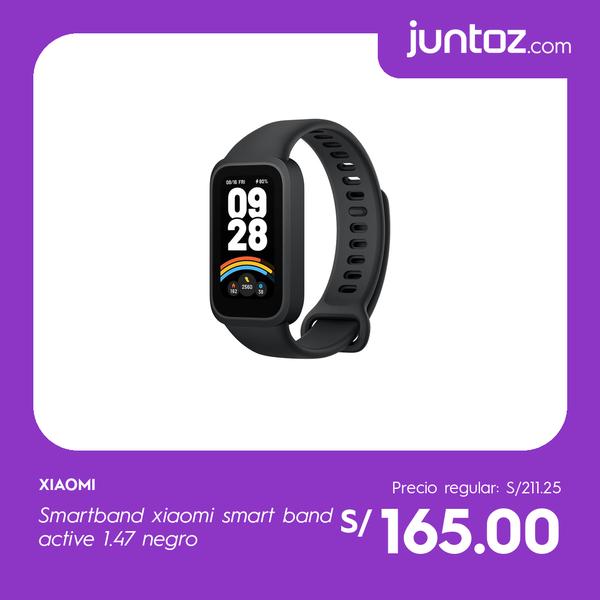 juntoz.com
08/16 FRI 80%
09
28
162 2560 38
XIAOMI
Smartband xiaomi smart band
active 1.47 negro
Precio regular: S/211.25
S/165.00